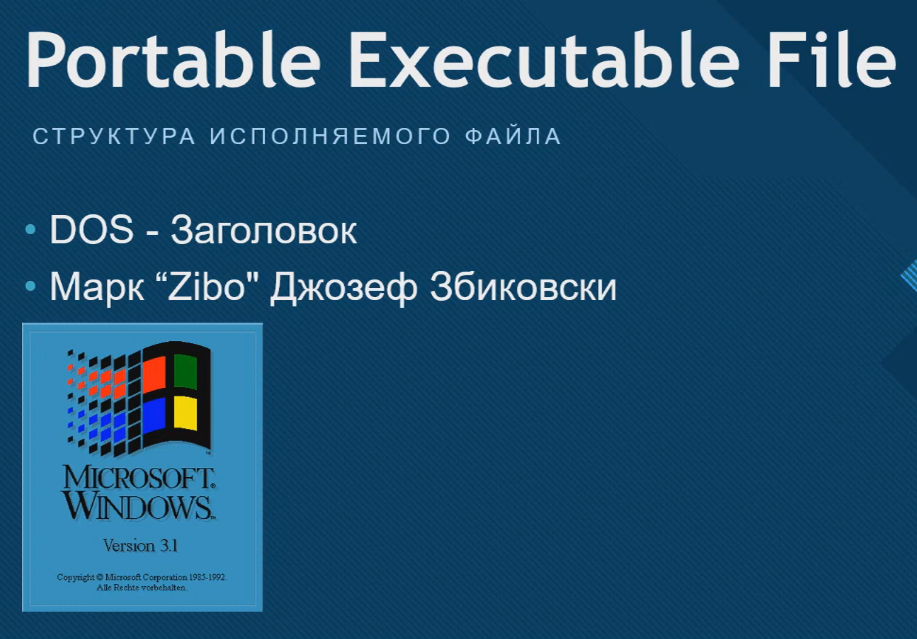 Portable Executable File
СТРУКТУРА ИСПОЛНЯЕМОГО ФАЙЛА
• DOS - Заголовок
• Марк “Zibo" Джозеф Збиковски
MICROSOFT.
WINDOWS™
Version 3.1
Copyright © Microsoft Corporation 1985-1992.
Alle Rechte vorbehalten.